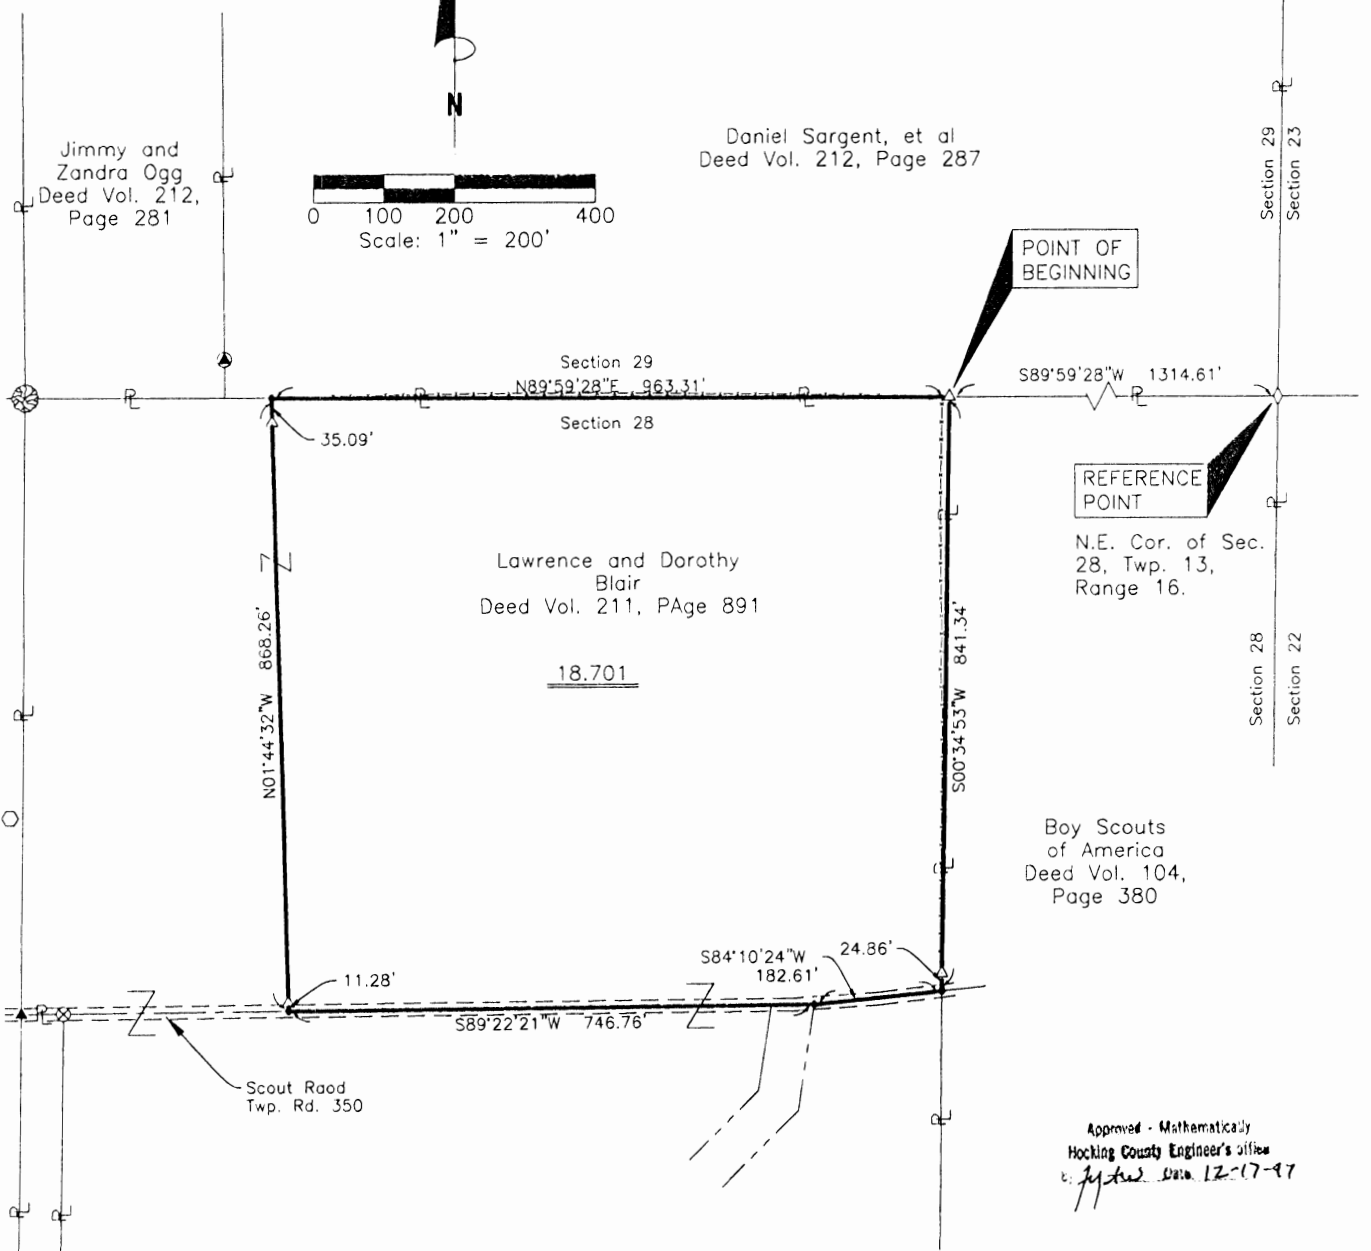 N
Jimmy and
Zandra Ogg
Deed Vol. 212,
Page 281
0 100 200 400
Scale: 1" = 200'
Daniel Sargent, et al
Deed Vol. 212, Page 287
Section 29
Section 23
POINT OF
BEGINNING
Section 29
N89°59'28"E 963.31'
Section 28
S89°59'28"W 1314.61'
35.09'
REFERENCE
POINT
N.E. Cor. of Sec.
28, Twp. 13,
Range 16.
Lawrence and Dorothy
Blair
Deed Vol. 211, PAge 891
18.701
N01°44'32"W 868.26'
S00°34'53"W 841.34'
Section 28
Section 22
Boy Scouts
of America
Deed Vol. 104,
Page 380
S84°10'24"W
182.61'
24.86'
11.28'
S89°22'21"W 746.76'
Scout Raod
Twp. Rd. 350
Approved - Mathematically
Hocking County Engineer's office
Date 12-17-97